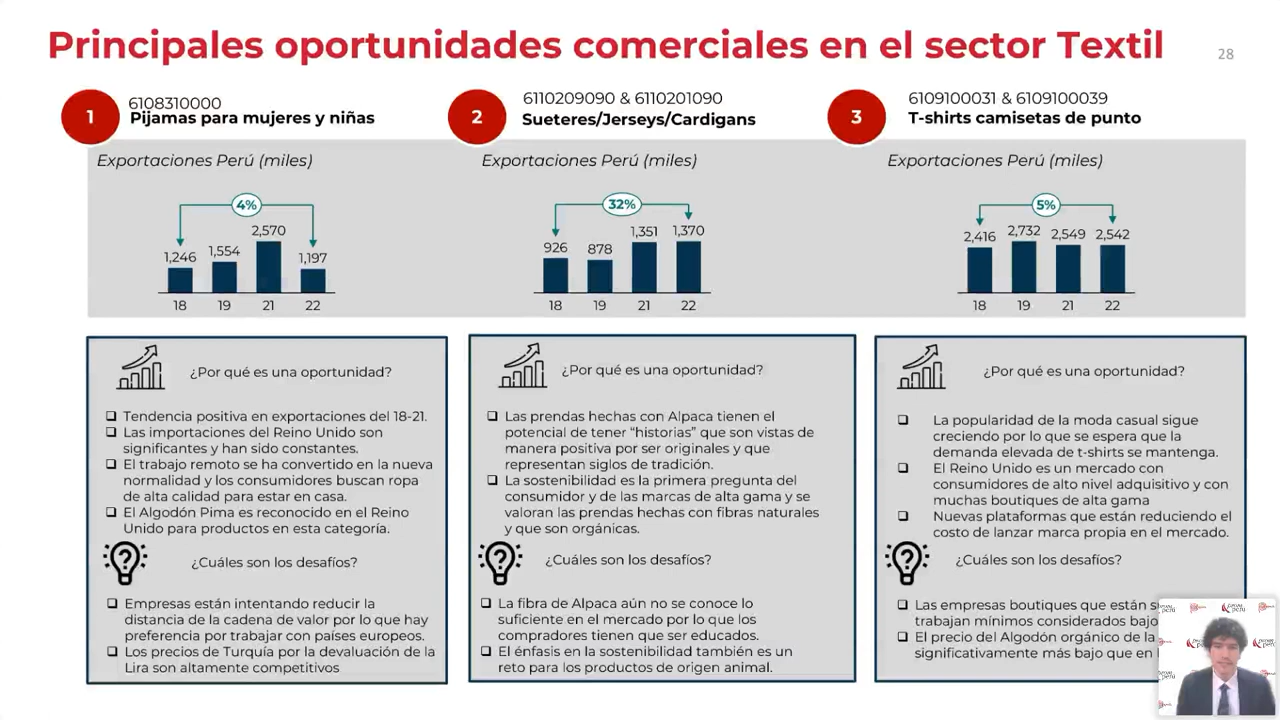 Principales oportunidades comerciales en el sector Textil
28
1
6108310000
Pijamas para mujeres y niñas
Exportaciones Perú (miles)
4%
1,246
1,554
2,570
1,197
18
19
21
22
2
6110209090 & 6110201090
Sueteres/Jerseys/Cardigans
Exportaciones Perú (miles)
32%
926
878
1,351
1,370
18
19
21
22
3
6109100031 & 6109100039
T-shirts camisetas de punto
Exportaciones Perú (miles)
5%
2,416
2,732
2,549
2,542
18
19
21
22
¿Por qué es una oportunidad?
Tendencia positiva en exportaciones del 18-21.
Las importaciones del Reino Unido son
significantes y han sido constantes.
El trabajo remoto se ha convertido en la nueva
normalidad y los consumidores buscan ropa
de alta calidad para estar en casa.
El Algodón Pima es reconocido en el Reino
Unido para productos en esta categoría.
¿Cuáles son los desafíos?
Empresas están intentando reducir la
distancia de la cadena de valor por lo que hay
preferencia por trabajar con países europeos.
Los precios de Turquía por la devaluación de la
Lira son altamente competitivos
¿Por qué es una oportunidad?
Las prendas hechas con Alpaca tienen el
potencial de tener “historias” que son vistas de
manera positiva por ser originales y que
representan siglos de tradición.
La sostenibilidad es la primera pregunta del
consumidor y de las marcas de alta gama y se
valoran las prendas hechas con fibras naturales
y que son orgánicas.
¿Cuáles son los desafíos?
La fibra de Alpaca aún no se conoce lo
suficiente en el mercado por lo que los
compradores tienen que ser educados.
El énfasis en la sostenibilidad también es un
reto para los productos de origen animal.
¿Por qué es una oportunidad?
La popularidad de la moda casual sigue
creciendo por lo que se espera que la
demanda elevada de t-shirts se mantenga.
El Reino Unido es un mercado con
consumidores de alto nivel adquisitivo y con
muchas boutiques de alta gama
Nuevas plataformas que están reduciendo el
costo de lanzar marca propia en el mercado.
¿Cuáles son los desafíos?
Las empresas boutiques que están
trabajan mínimos considerados
El precio del Algodón orgánico de la
significativamente más bajo que en